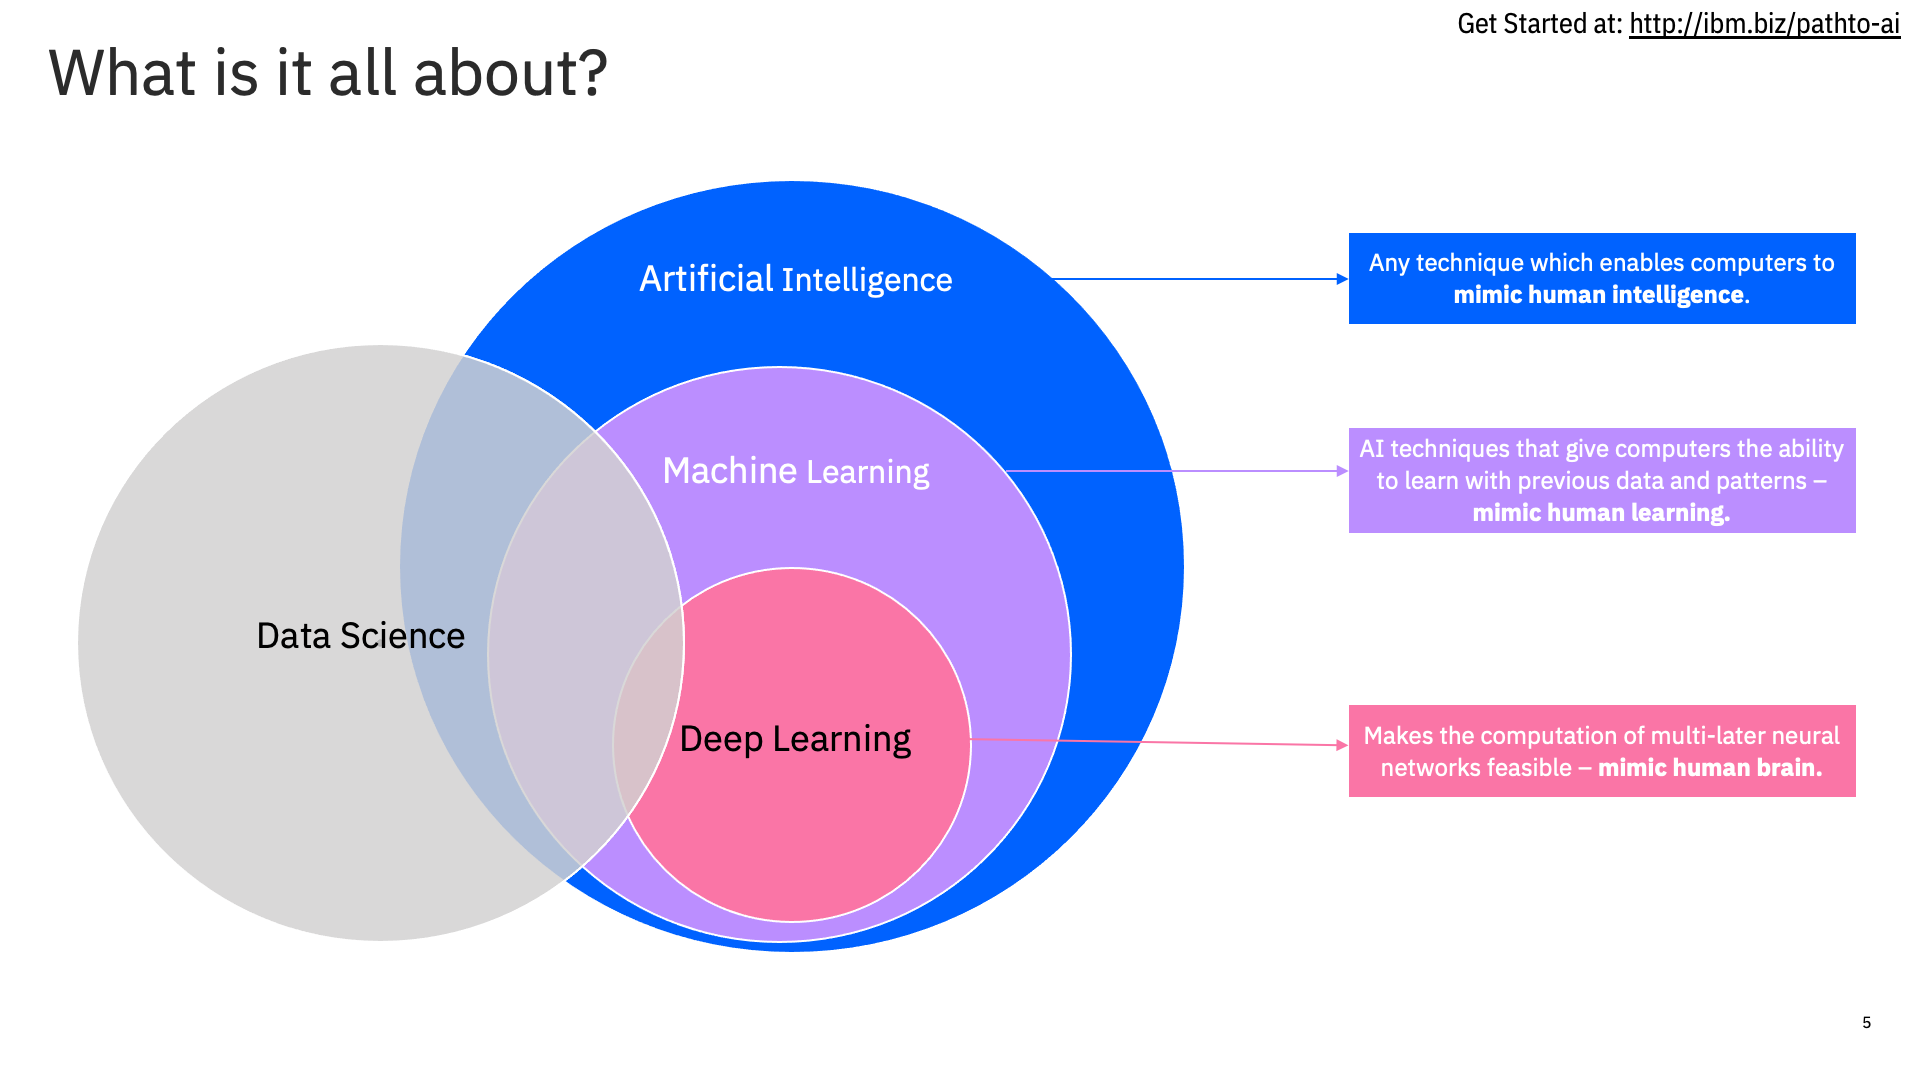 Get Started at: http://ibm.biz/pathto-ai
What is it all about?
Artificial Intelligence
Any technique which enables computers to
mimic human intelligence.
Machine Learning
AI techniques that give computers the ability
to learn with previous data and patterns –
mimic human learning.
Data Science
Deep Learning
Makes the computation of multi-later neural
networks feasible – mimic human brain.
5